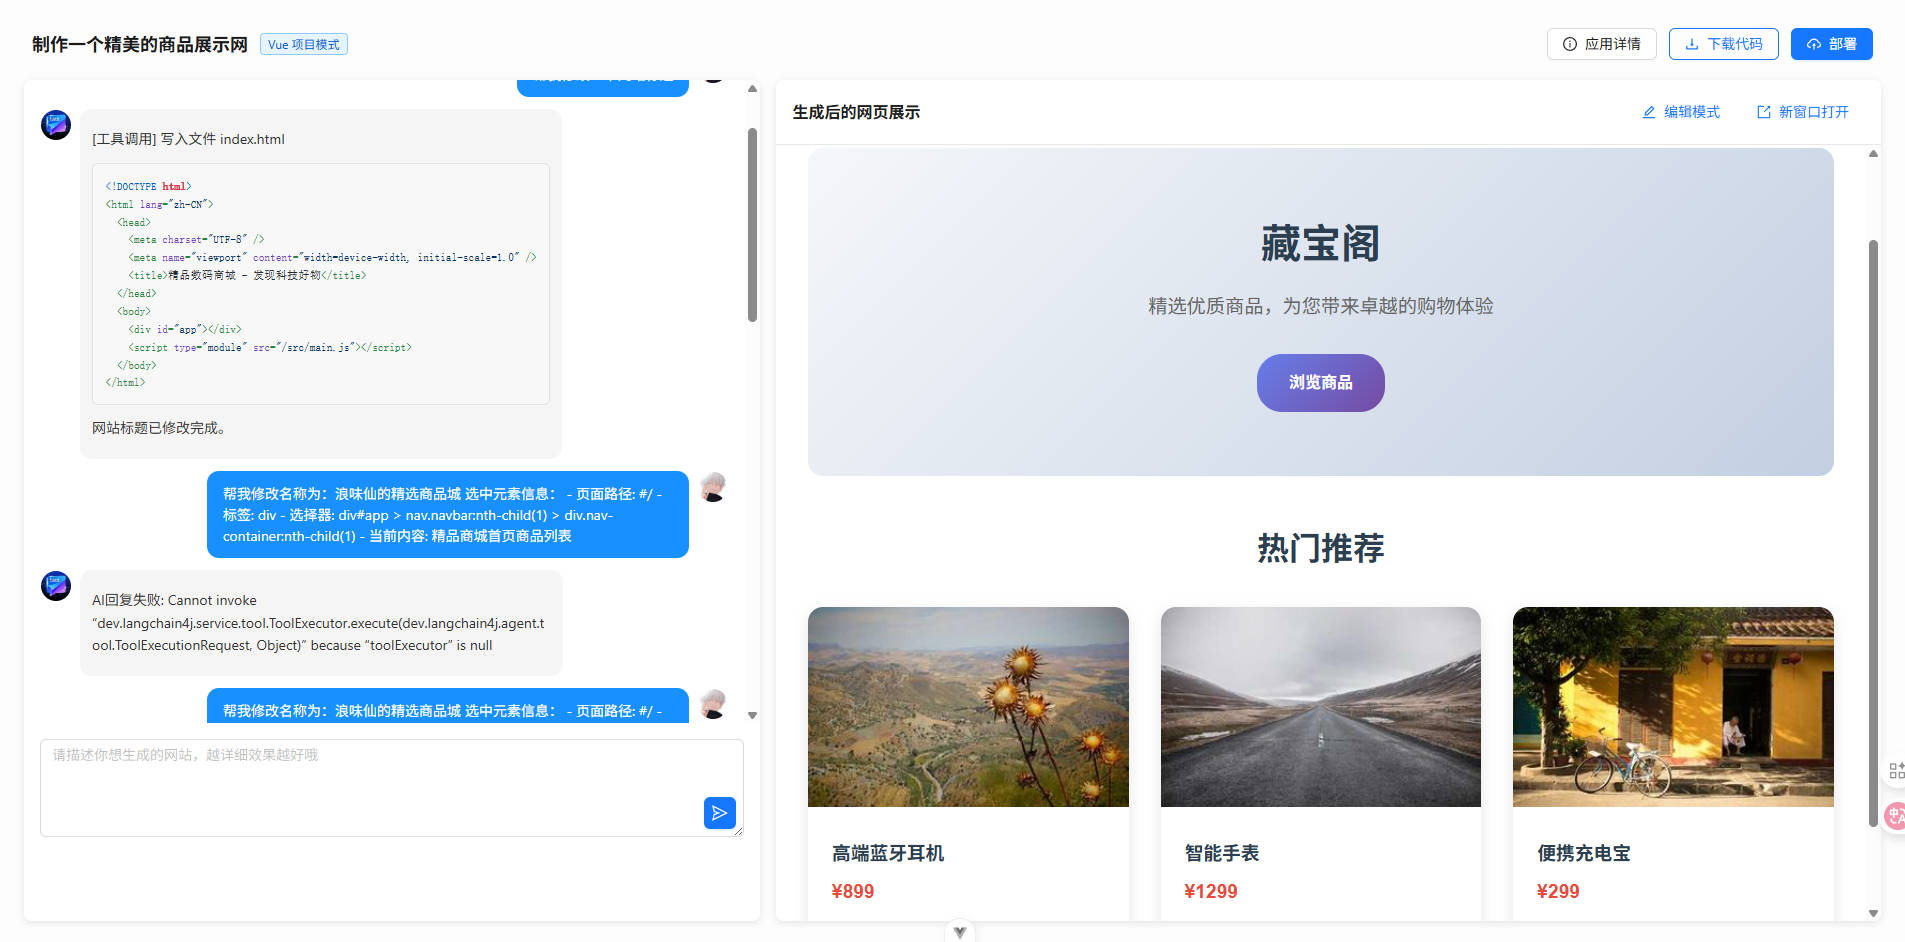 制作一个精美的商品展示网
Vue 项目模式
应用详情
下载代码
部署
[工具调用] 写入文件 index.html
<!DOCTYPE html>
<html lang="zh-CN">
<head>
<meta charset="UTF-8" />
<meta name="viewport" content="width=device-width, initial-scale=1.0" />
<title>精品数码商城 - 发现科技好物</title>
</head>
<body>
<div id="app"></div>
<script type="module" src="/src/main.js"></script>
</body>
</html>
网站标题已修改完成。
帮我修改名称为：浪味仙的精选商品城 选中元素信息： - 页面路径: #/ -
标签: div - 选择器: div#app > nav.navbar:nth-child(1) > div.nav-
container:nth-child(1) - 当前内容: 精品商城首页商品列表
AI回复失败: Cannot invoke
“dev.langchain4j.service.tool.ToolExecutor.execute(dev.langchain4j.agent.t
ool.ToolExecutionRequest, Object)” because “toolExecutor” is null
帮我修改名称为：浪味仙的精选商品城 选中元素信息： - 页面路径: #/ -
请描述你想生成的网站，越详细效果越好哦
生成后的网页展示
编辑模式
新窗口打开
藏宝阁
精选优质商品，为您带来卓越的购物体验
浏览商品
热门推荐
高端蓝牙耳机
¥899
智能手表
¥1299
便携充电宝
¥299